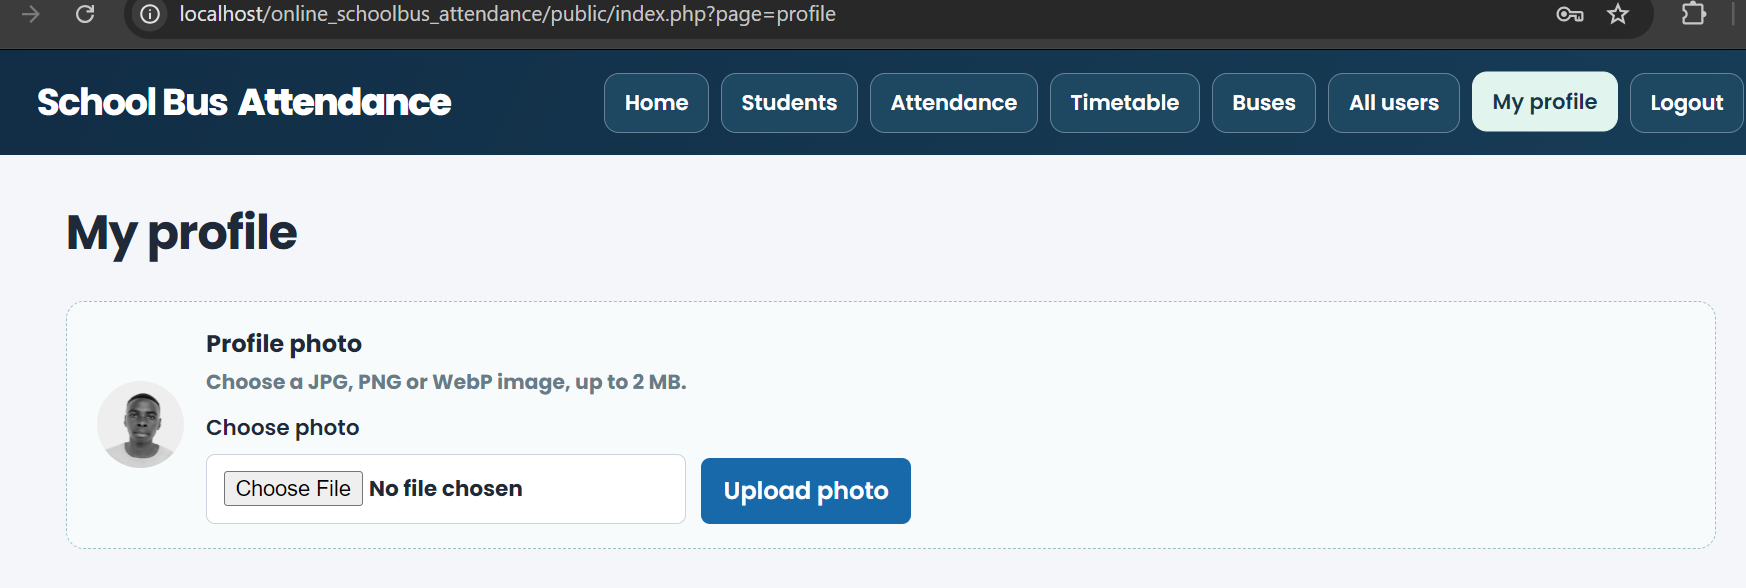 localhost/online_schoolbus_attendance/public/index.php?page=profile
School Bus Attendance
Home
Students
Attendance
Timetable
Buses
All users
My profile
Logout
My profile
Profile photo
Choose a JPG, PNG or WebP image, up to 2 MB.
Choose photo
Choose File No file chosen
Upload photo